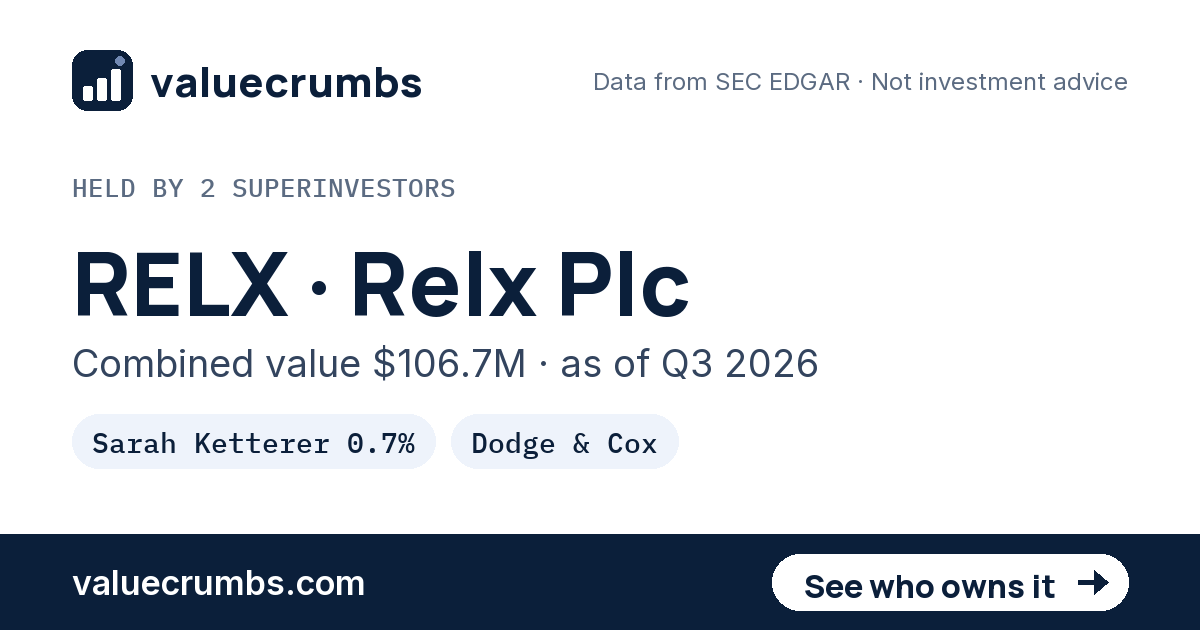 valuecrumbs
Data from SEC EDGAR · Not investment advice
HELD BY 2 SUPERINVESTORS
RELX · Relx Plc
Combined value $106.7M · as of Q3 2026
Sarah Ketterer 0.7% Dodge & Cox
valuecrumbs.com
See who owns it →